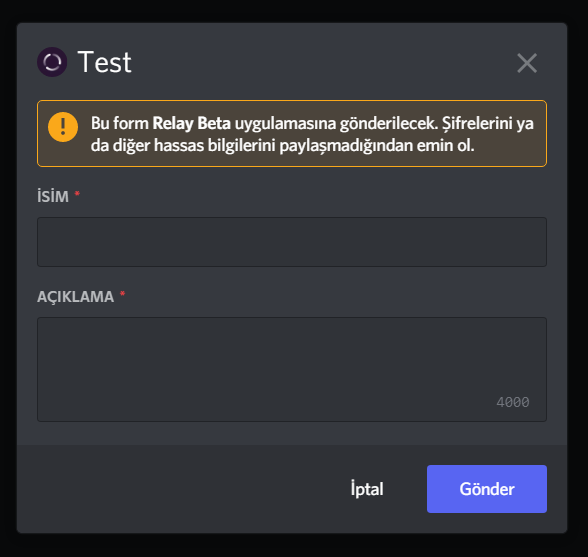 Test
Bu form Relay Beta uygulamasına gönderilecek. Şifrelerini ya
da diğer hassas bilgilerini paylaşmadığından emin ol.
İSİM *
AÇIKLAMA *
4000
İptal
Gönder